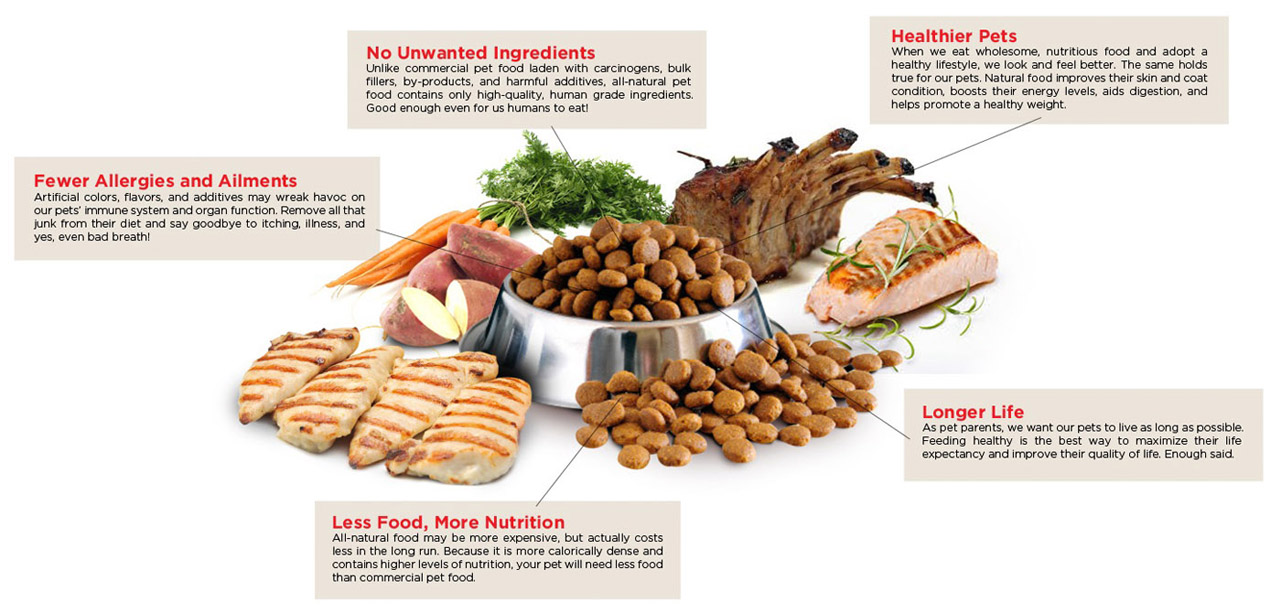 No Unwanted Ingredients
Unlike commercial pet food laden with carcinogens, bulk
fillers, by-products, and harmful additives, all-natural pet
food contains only high-quality, human grade ingredients.
Good enough even for us humans to eat!
Healthier Pets
When we eat wholesome, nutritious food and adopt a
healthy lifestyle, we look and feel better. The same holds
true for our pets. Natural food improves their skin and coat
condition, boosts their energy levels, aids digestion, and
helps promote a healthy weight.
Fewer Allergies and Ailments
Artificial colors, flavors, and additives may wreak havoc on
our pets' immune system and organ function. Remove all that
junk from their diet and say goodbye to itching, illness, and
yes, even bad breath!
Longer Life
As pet parents, we want our pets to live as long as possible.
Feeding healthy is the best way to maximize their life
expectancy and improve their quality of life. Enough said.
Less Food, More Nutrition
All-natural food may be more expensive, but actually costs
less in the long run. Because it is more calorically dense and
contains higher levels of nutrition, your pet will need less food
than commercial pet food.